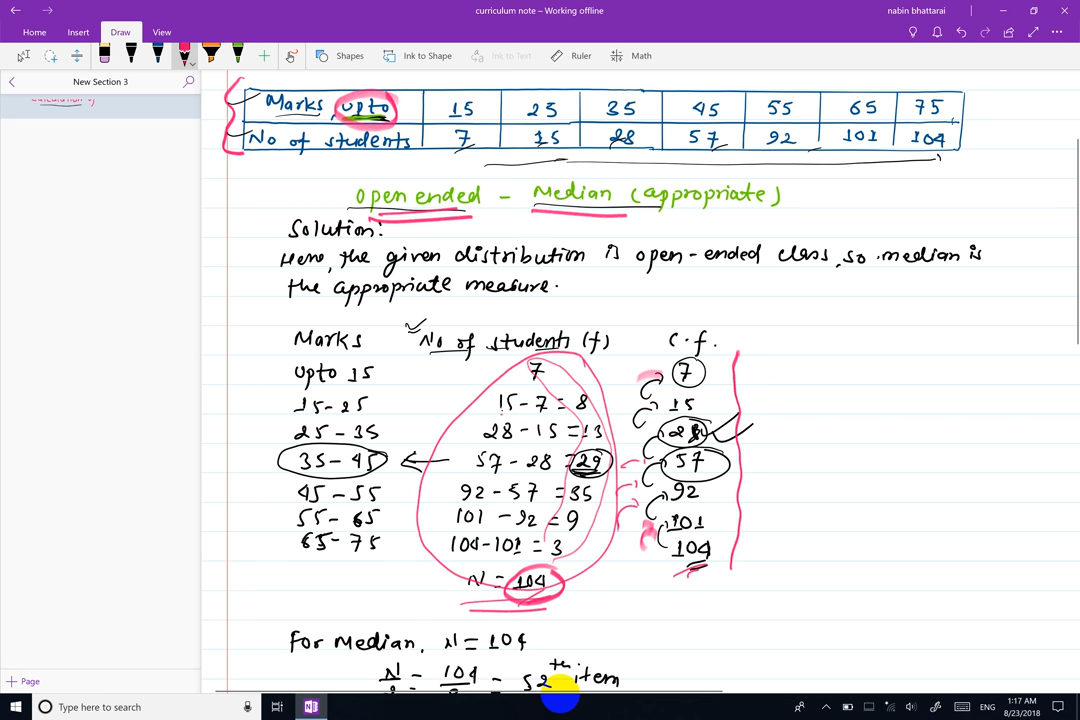 curriculum note – Working offline
nabin bhattarai
Home Insert Draw View
Shapes Ink to Shape Ink to Text Ruler Math
New Section 3
Marks upto 15 25 35 45 55 65 75
No of students 7 15 28 57 92 101 104
Open ended - Median (appropriate)
Solution:
Here, the given distribution is open-ended class, so median is
the appropriate measure.
Marks No of students (f) c.f.
upto 15 7 7
15-25 15-7=8 15
25-35 28-15=13 28
35-45 57-28=29 57
45-55 92-57=35 92
55-65 101-92=9 101
65-75 104-101=3 104
N=104
For Median, N=104
N = 104 = 52th item
+ Page
Type here to search
ENG
1:17 AM
8/23/2018